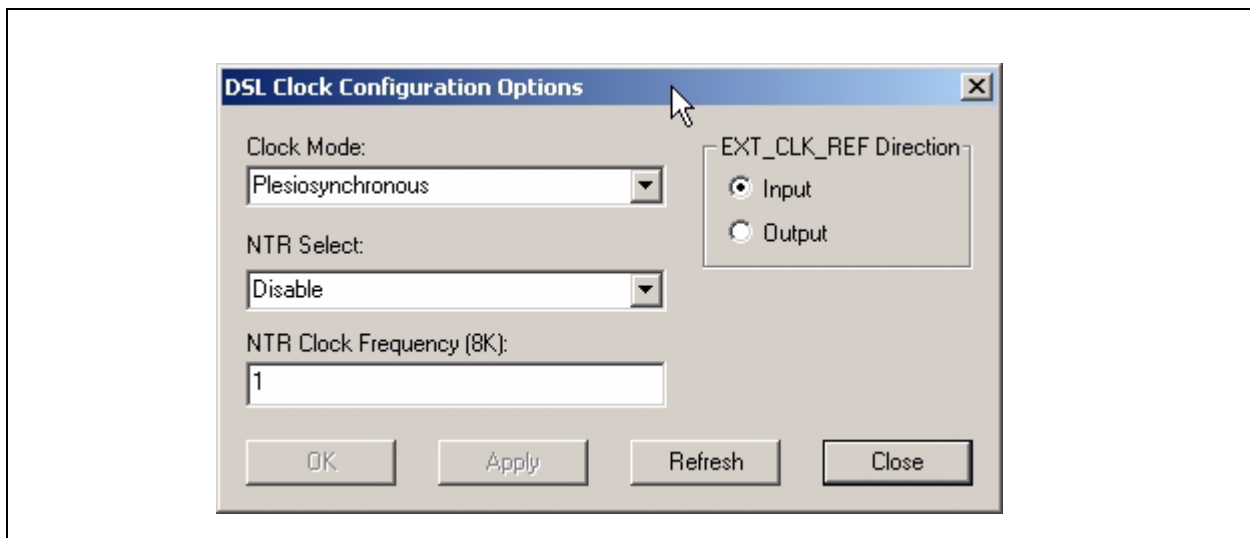 DSL Clock Configuration Options
Clock Mode:
Plesiosynchronous
NTR Select:
Disable
NTR Clock Frequency (8K):
1
EXT_CLK_REF Direction
Input
Output
OK
Apply
Refresh
Close